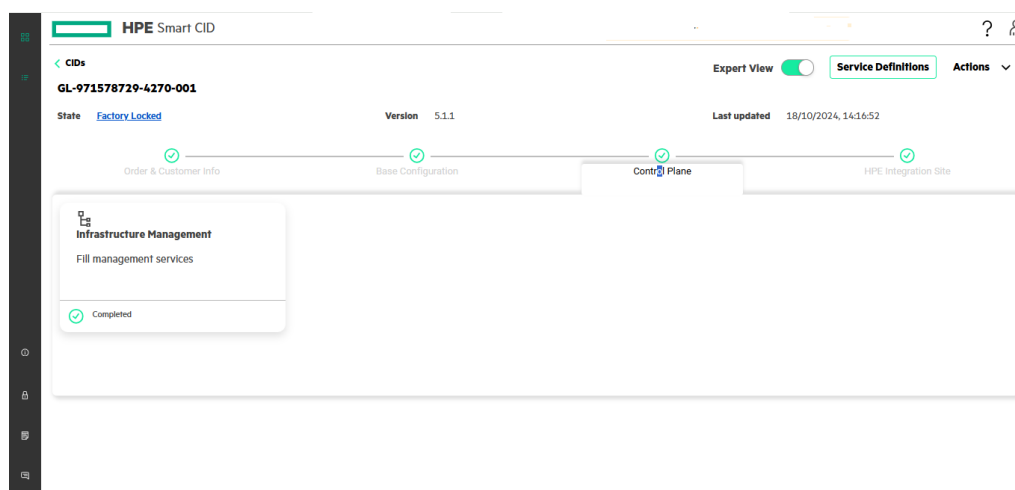 HPE Smart CID
?
CIDs
Expert View
Service Definitions
Actions
GL-971578729-4270-001
State Factory Locked
Version 5.1.1
Last updated 18/10/2024, 14:16:52
Order & Customer Info
Base Configuration
Control Plane
HPE Integration Site
Infrastructure Management
Fill management services
Completed